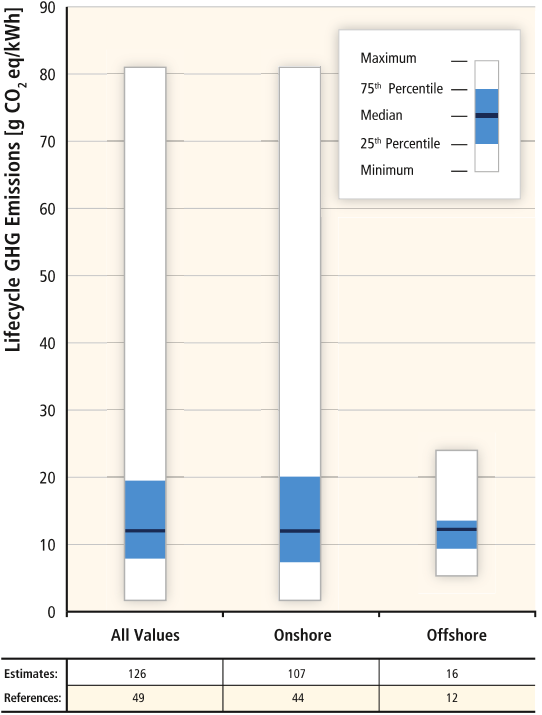 Lifecycle GHG Emissions [g CO2 eq/kWh]
90
80
70
60
50
40
30
20
10
0
Maximum
75th Percentile
Median
25th Percentile
Minimum
All Values Onshore Offshore
Estimates: 126 107 16
References: 49 44 12